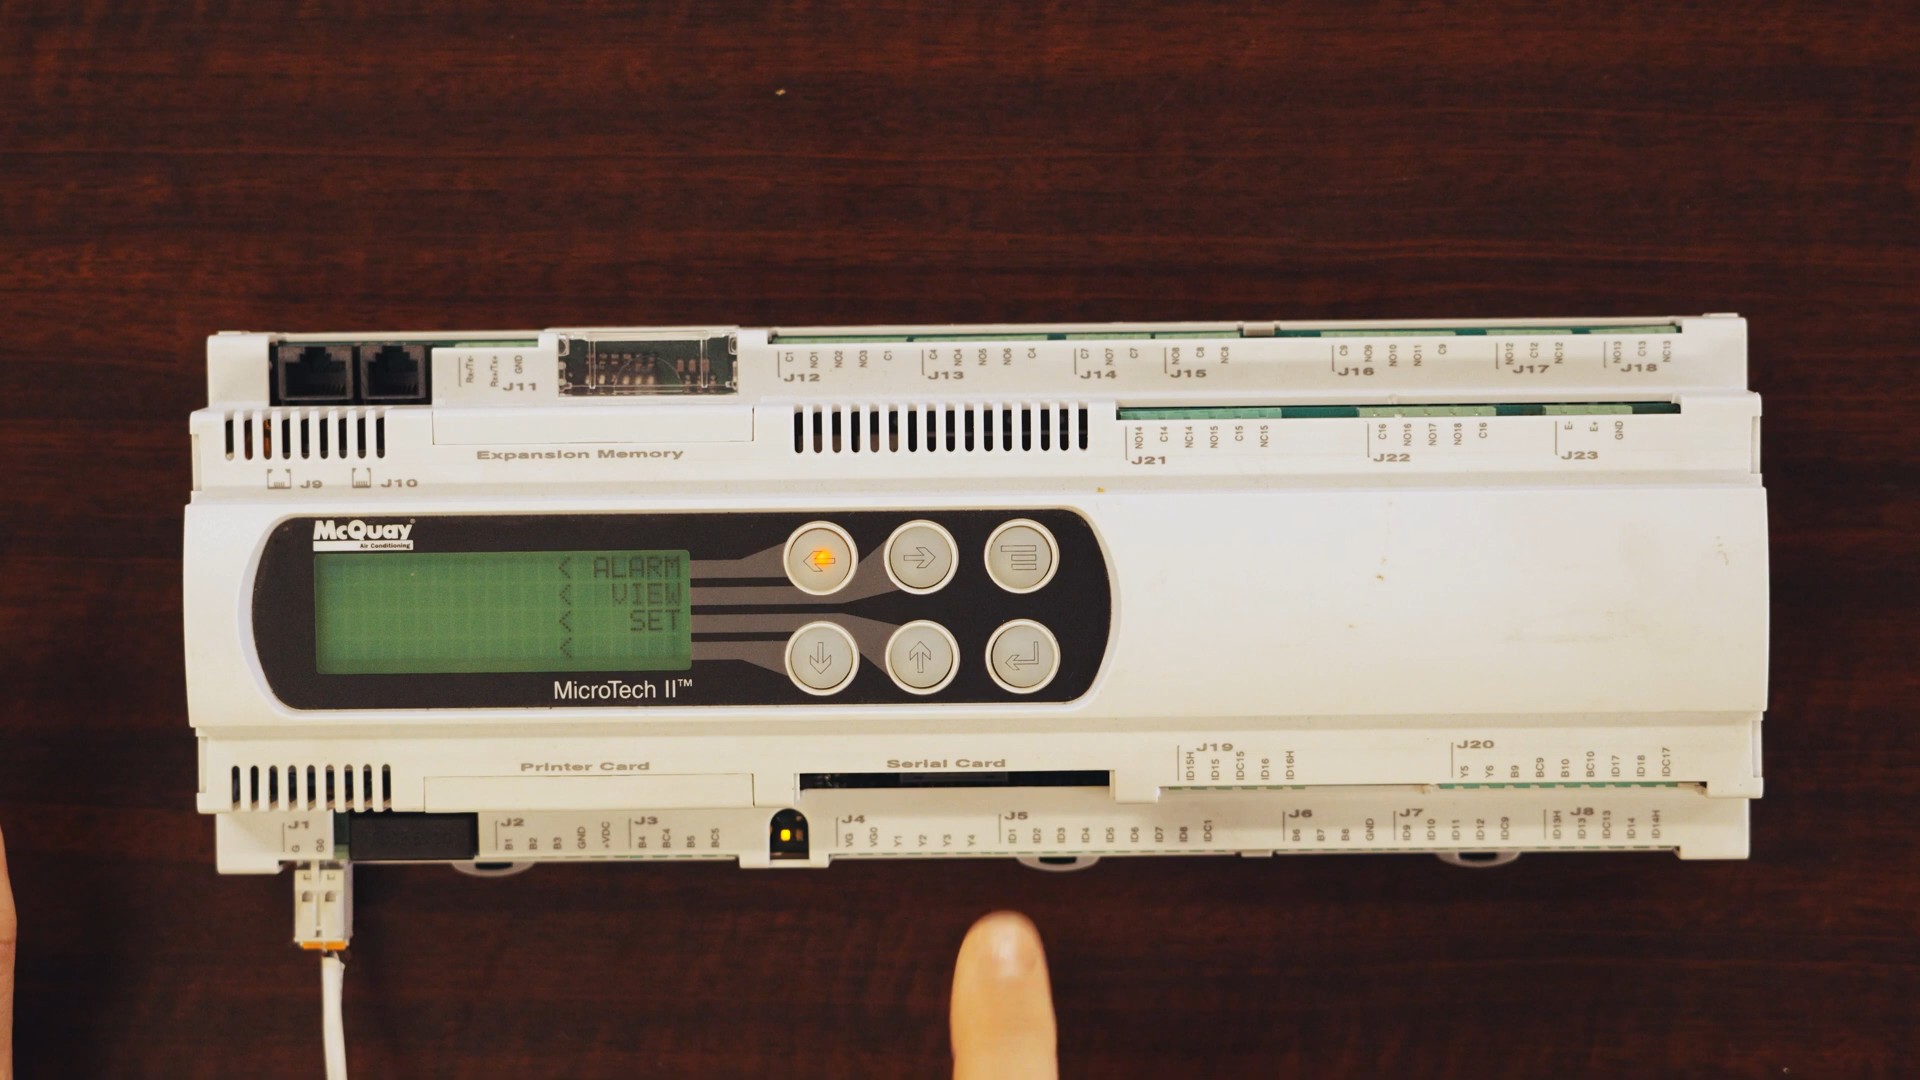 C1 NO1 NO2 NO3 C1 C4 NO4 NO5 NO6 C4 C7 NO7 C7 NO8 C8 NC8 C9 NO9 NO10 NO11 C9 NO12 C12 NC12 NO13 C13 NC13
Rx-/Tx- Rx+/Tx+ GND
J11 J12 J13 J14 J15 J16 J17 J18
NO14 C14 NC14 NO15 C15 NC15 C16 NO16 NO17 NO18 C16 E- E+ GND
J21 J22 J23
Expansion Memory
J9 J10
McQuay
Air Conditioning
< ALARM
< VIEW
< SET
<
MicroTech II™
Printer Card
Serial Card
J19 J20
ID15H ID15 IDC15 ID16 ID16H Y5 Y6 B9 BC9 B10 BC10 ID17 ID18 IDC17
J1 J2 J3 J4 J5 J6 J7 J8
G G0 B1 B2 B3 GND +VDC B4 BC4 B5 BC5 VG VG0 Y1 Y2 Y3 Y4 ID1 ID2 ID3 ID4 ID5 ID6 ID7 ID8 IDC1 B6 B7 B8 GND ID9 ID10 ID11 ID12 IDC9 ID13H ID13 IDC13 ID14 ID14H